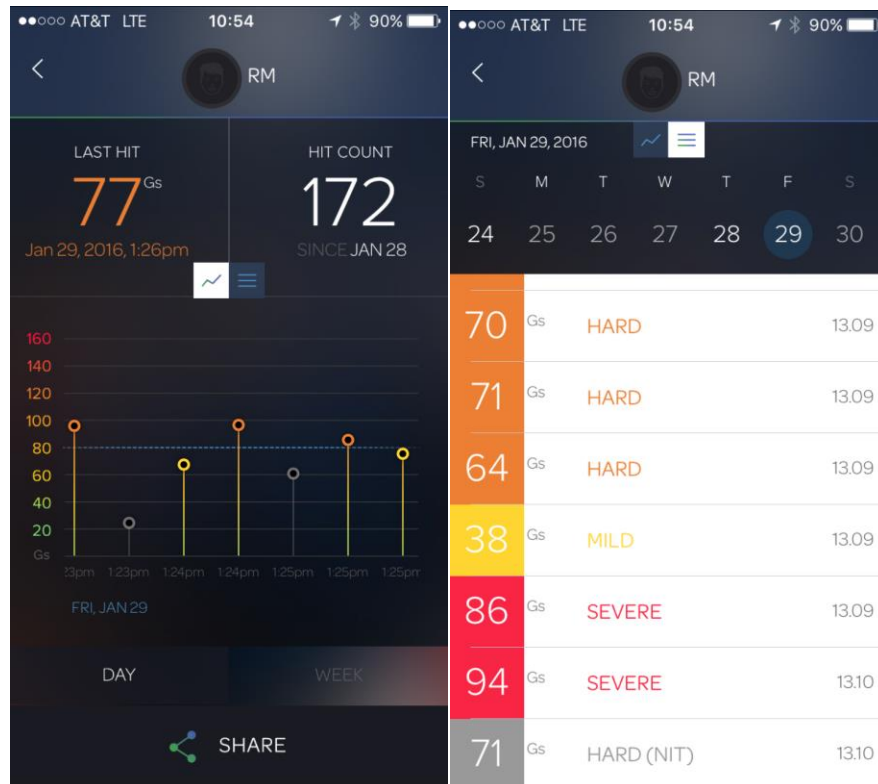 AT&T LTE 10:54 90%
RM
LAST HIT
77 Gs
Jan 29, 2016, 1:26pm
HIT COUNT
172
SINCE JAN 28
160
140
120
100
80
60
40
20
Gs
:23pm 1:23pm 1:24pm 1:24pm 1:25pm 1:25pm 1:25pm
FRI, JAN 29
DAY WEEK
SHARE
AT&T LTE 10:54 90%
RM
FRI, JAN 29, 2016
S M T W T F S
24 25 26 27 28 29 30
70 Gs HARD 13.09
71 Gs HARD 13.09
64 Gs HARD 13.09
38 Gs MILD 13.09
86 Gs SEVERE 13.09
94 Gs SEVERE 13.10
71 Gs HARD (NIT) 13.10